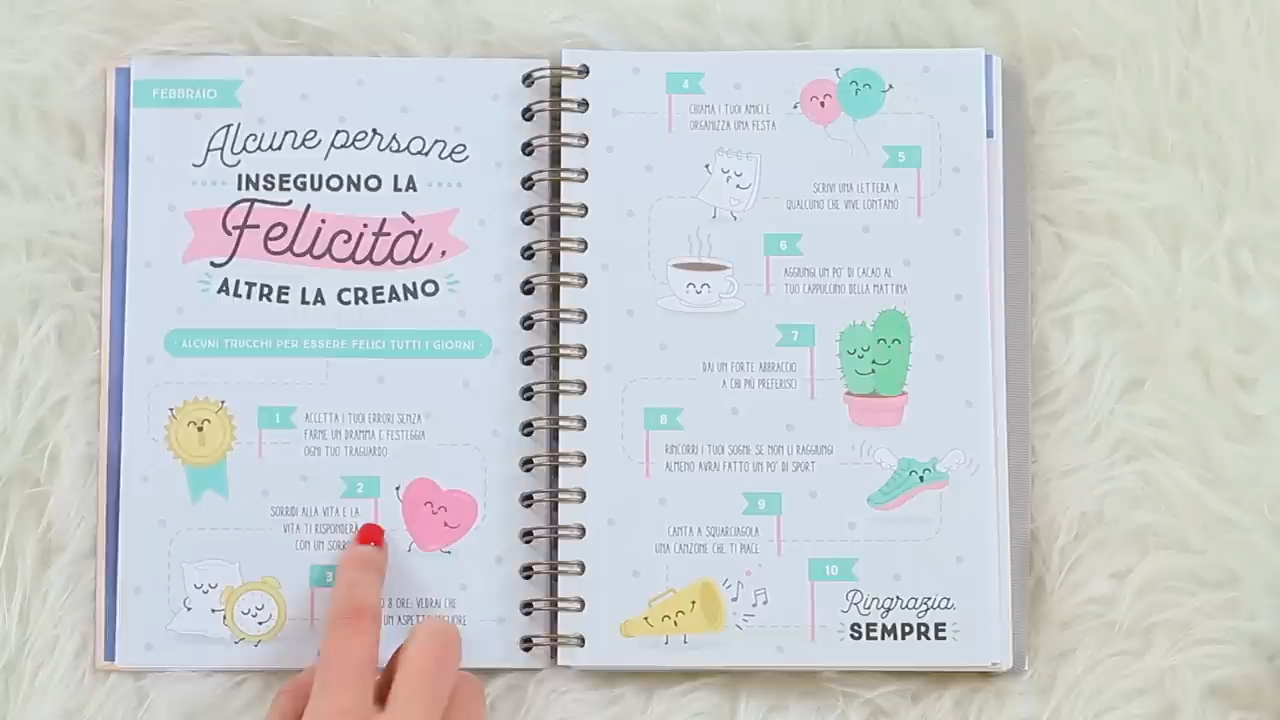 FEBBRAIO
Alcune persone
INSEGUONO LA
Felicità,
ALTRE LA CREANO
ALCUNI TRUCCHI PER ESSERE FELICI TUTTI I GIORNI
1
ACCETTA I TUOI ERRORI SENZA
FARNE UN DRAMMA E FESTEGGIA
OGNI TUO TRAGUARDO
2
SORRIDI ALLA VITA E LA
VITA TI RISPONDERÀ
CON UN
3
8 ORE: VEDRAI CHE
UN ASPETTO MIGLIORE
4
CHIAMA I TUOI AMICI E
ORGANIZZA UNA FESTA
5
SCRIVI UNA LETTERA A
QUALCUNO CHE VIVE LONTANO
6
AGGIUNGI UN PO' DI CACAO AL
TUO CAPPUCCINO DELLA MATTINA
7
DAI UN FORTE ABBRACCIO
A CHI PIÙ PREFERISCI
8
RINCORRI I TUOI SOGNI: SE NON LI RAGGIUNGI
ALMENO AVRAI FATTO UN PO' DI SPORT
9
CANTA A SQUARCIAGOLA
UNA CANZONE CHE TI PIACE
10
Ringrazia,
SEMPRE